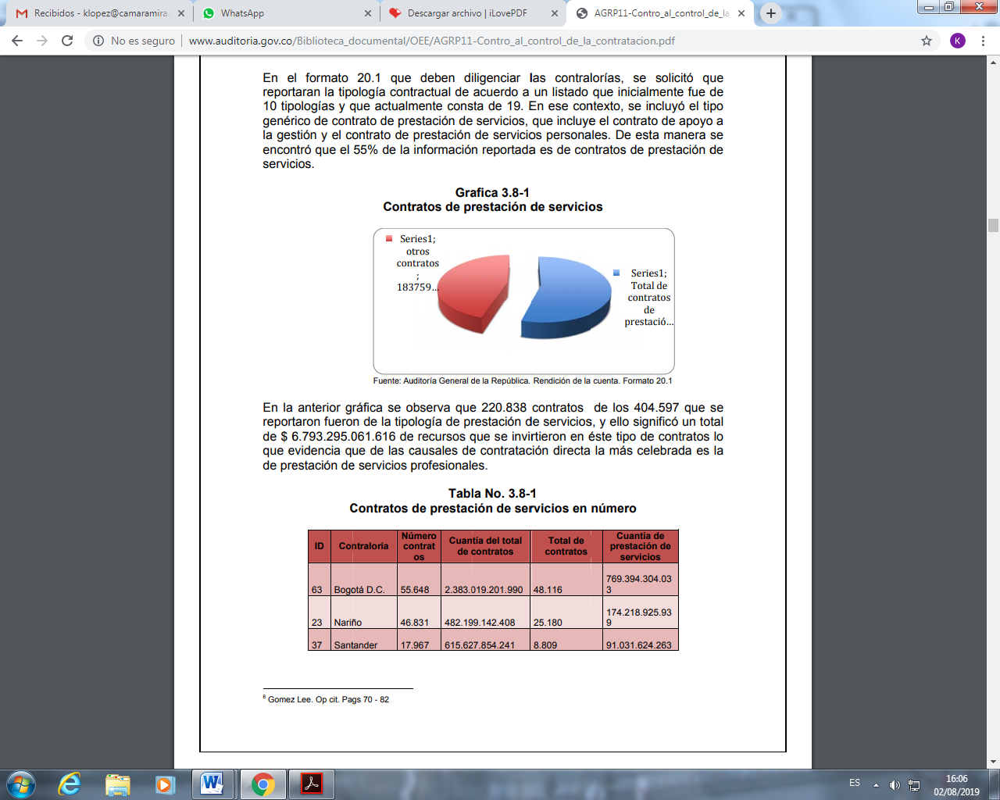 Recibidos - klopez@camaramira.
WhatsApp
Descargar archivo | iLovePDF
AGRP11-Contro_al_control_de_la
No es seguro | www.auditoria.gov.co/Biblioteca_documental/OEE/AGRP11-Contro_al_control_de_la_contratacion.pdf
K
En el formato 20.1 que deben diligenciar las contralorías, se solicitó que
reportaran la tipología contractual de acuerdo a un listado que inicialmente fue de
10 tipologías y que actualmente consta de 19. En ese contexto, se incluyó el tipo
genérico de contrato de prestación de servicios, que incluye el contrato de apoyo a
la gestión y el contrato de prestación de servicios personales. De esta manera se
encontró que el 55% de la información reportada es de contratos de prestación de
servicios.
Grafica 3.8-1
Contratos de prestación de servicios
Series1;
otros
contratos
;
183759...
Series1;
Total de
contratos
de
prestació...
Fuente: Auditoría General de la República. Rendición de la cuenta. Formato 20.1
En la anterior gráfica se observa que 220.838 contratos de los 404.597 que se
reportaron fueron de la tipología de prestación de servicios, y ello significó un total
de $ 6.793.295.061.616 de recursos que se invirtieron en éste tipo de contratos lo
que evidencia que de las causales de contratación directa la más celebrada es la
de prestación de servicios profesionales.
Tabla No. 3.8-1
Contratos de prestación de servicios en número
ID
Contraloría
Número
contrat
os
Cuantía del total
de contratos
Total de
contratos
Cuantia de
prestación de
servicios
63 Bogotá D.C. 55.648 2.383.019.201.990 48.116 769.394.304.03
3
23 Nariño 46.831 482.199.142.408 25.180 174.218.925.93
9
37 Santander 17.967 615.627.854.241 8.809 91.031.624.263
8 Gomez Lee. Op cit. Pags 70 - 82
ES
16:06
02/08/2019